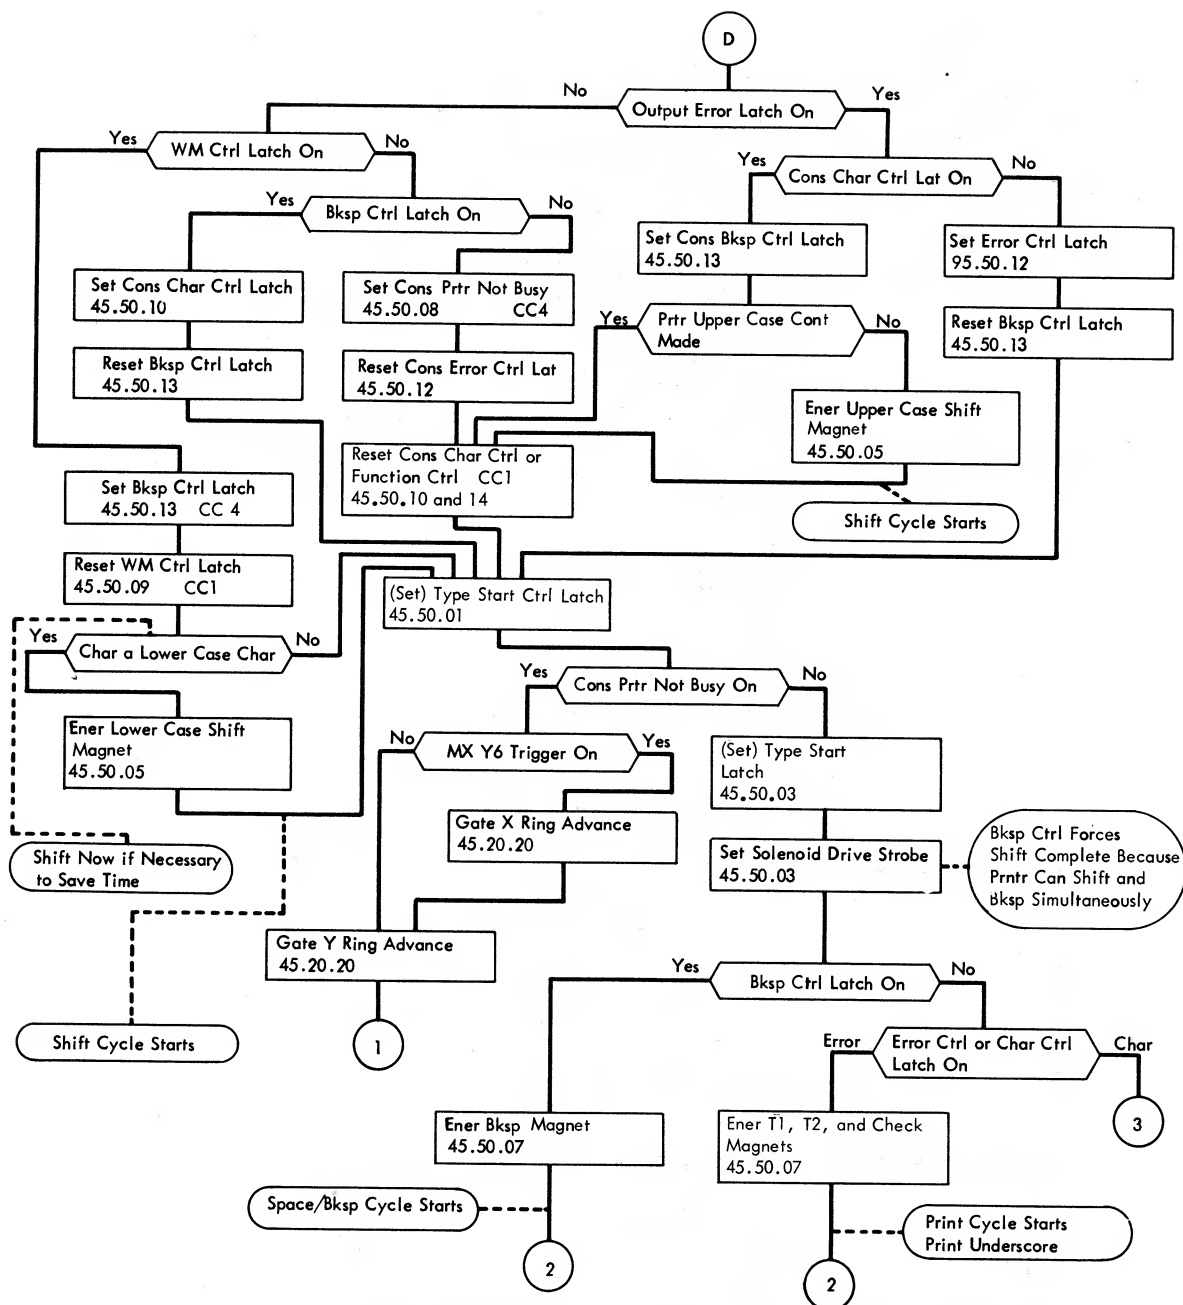 D
No
Output Error Latch On
Yes
Yes
WM Ctrl Latch On
No
Yes
Cons Char Ctrl Lat On
No
Yes
Bksp Ctrl Latch On
No
Set Cons Bksp Ctrl Latch
45.50.13
Set Error Ctrl Latch
95.50.12
Set Cons Char Ctrl Latch
45.50.10
Set Cons Prtr Not Busy
45.50.08 CC4
Yes
Prtr Upper Case Cont
Made
No
Reset Bksp Ctrl Latch
45.50.13
Reset Bksp Ctrl Latch
45.50.13
Reset Cons Error Ctrl Lat
45.50.12
Ener Upper Case Shift
Magnet
45.50.05
Reset Cons Char Ctrl or
Function Ctrl CC1
45.50.10 and 14
Set Bksp Ctrl Latch
45.50.13 CC 4
Shift Cycle Starts
Reset WM Ctrl Latch
45.50.09 CC1
(Set) Type Start Ctrl Latch
45.50.01
Yes
Char a Lower Case Char
No
Yes
Cons Prtr Not Busy On
No
Ener Lower Case Shift
Magnet
45.50.05
No
MX Y6 Trigger On
Yes
(Set) Type Start
Latch
45.50.03
Gate X Ring Advance
45.20.20
Shift Now if Necessary
to Save Time
Set Solenoid Drive Strobe
45.50.03
Bksp Ctrl Forces
Shift Complete Because
Prntr Can Shift and
Bksp Simultaneously
Gate Y Ring Advance
45.20.20
Yes
Bksp Ctrl Latch On
No
Shift Cycle Starts
1
Error
Error Ctrl or Char Ctrl
Latch On
Char
Ener Bksp Magnet
45.50.07
Ener T1, T2, and Check
Magnets
45.50.07
3
Space/Bksp Cycle Starts
Print Cycle Starts
Print Underscore
2
2